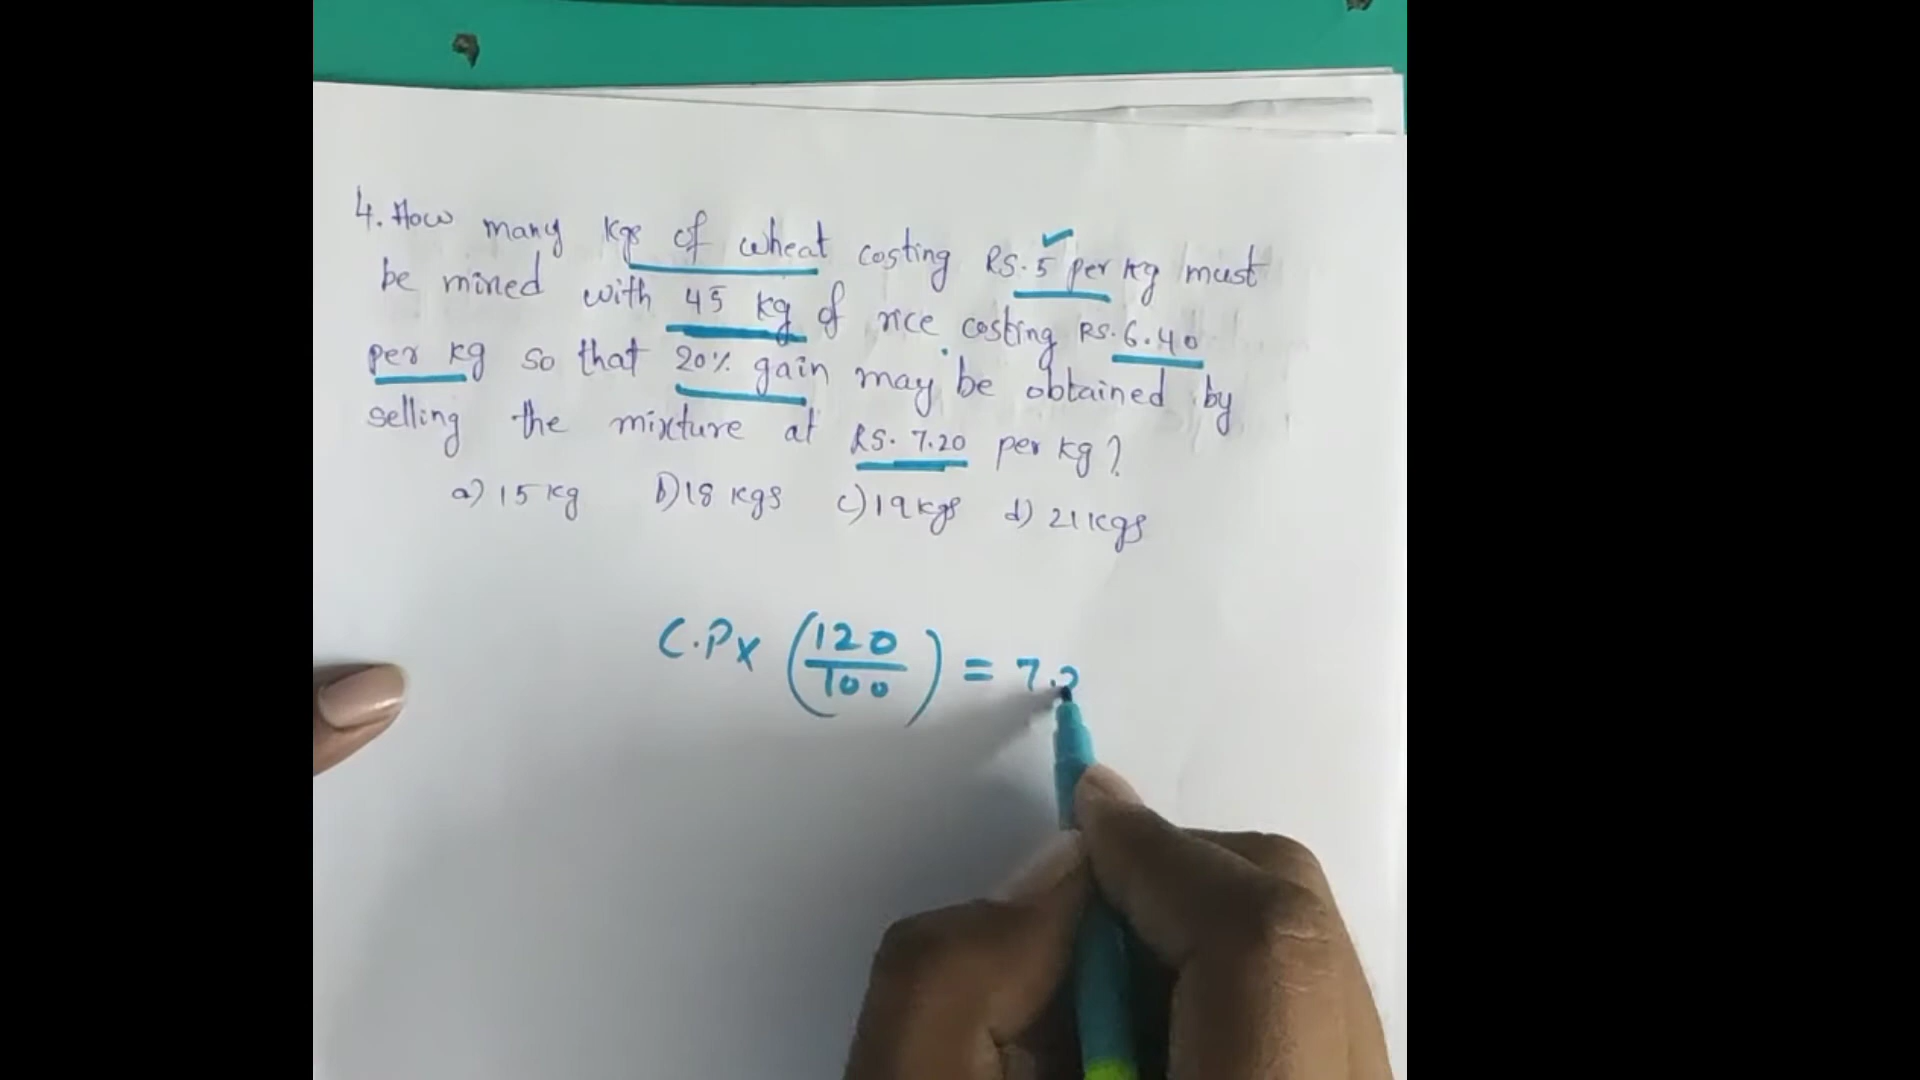 4. How many kgs of wheat costing Rs. 5 per kg must
be mixed with 45 kg of rice costing Rs. 6.40
per kg so that 20% gain may be obtained by
selling the mixture at Rs. 7.20 per kg?
a) 15 kg b) 18 kgs c) 19 kgs d) 21 kgs
C.P x (120/100) = 7.2